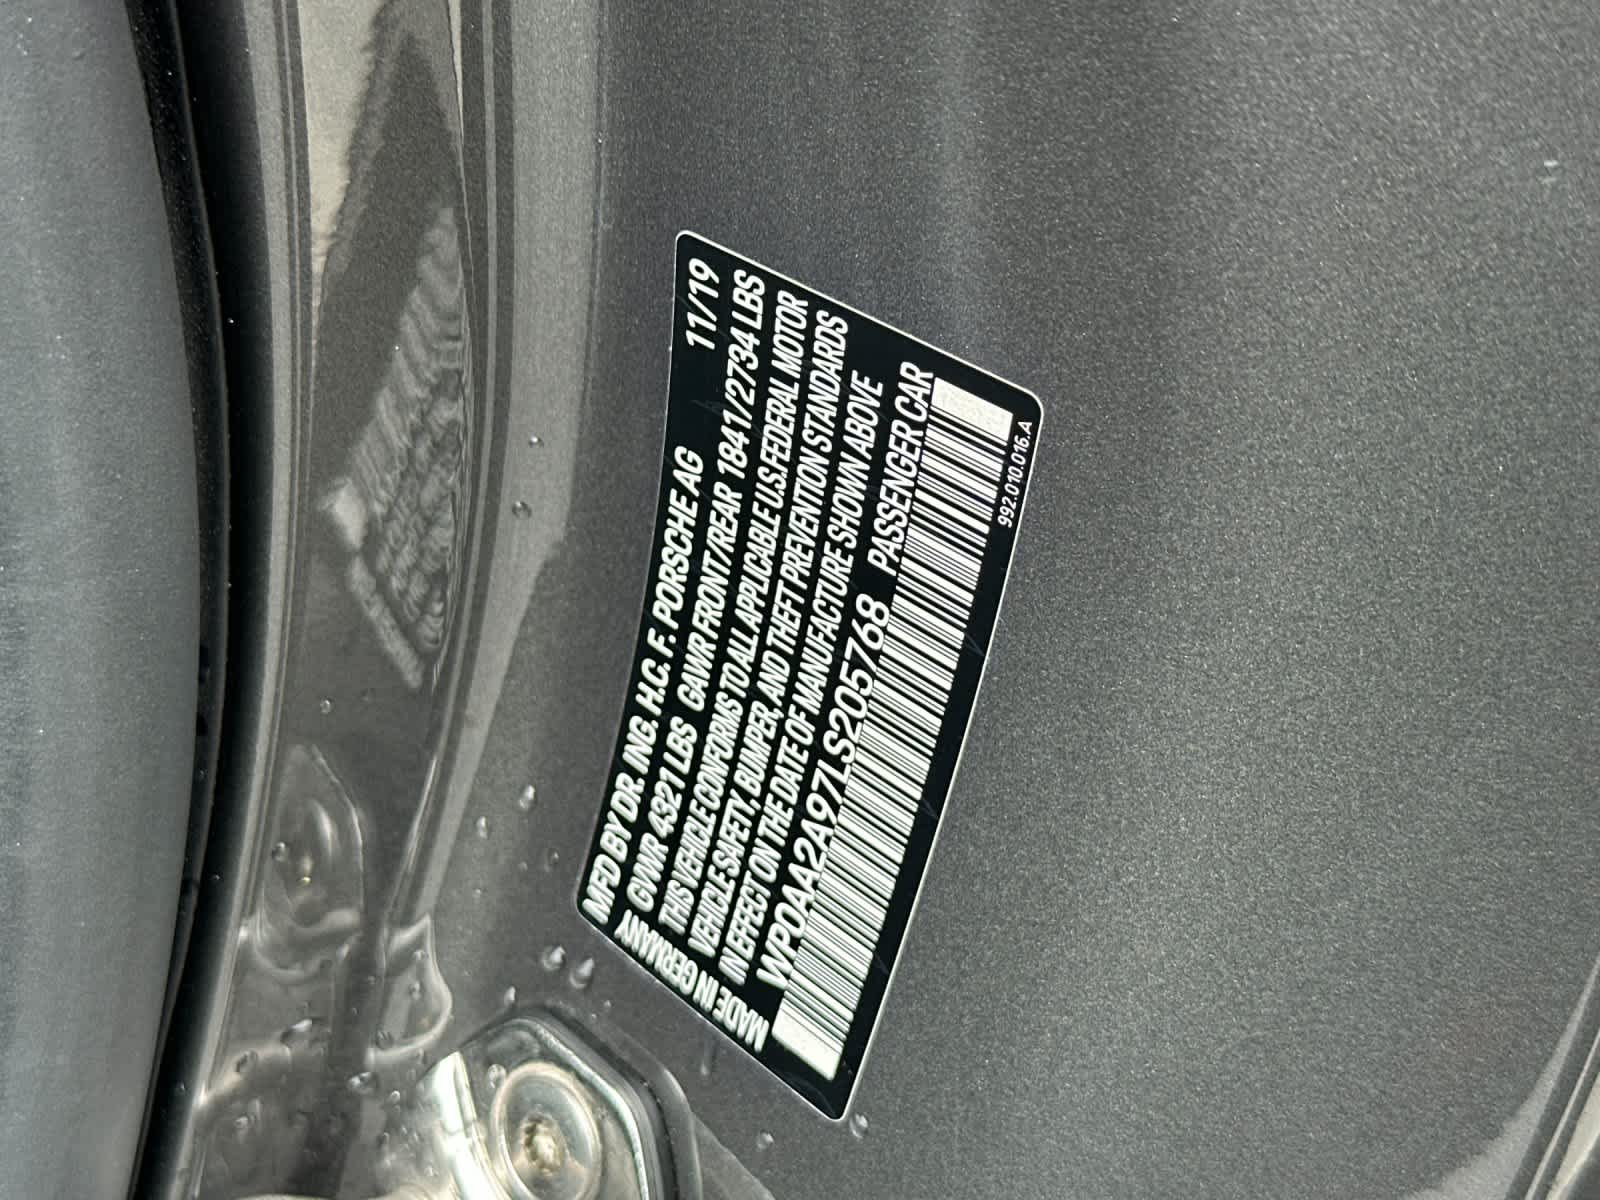 MFD BY DR. ING. H.C. F. PORSCHE AG 11/19
GVWR 4321 LBS GAWR FRONT/REAR 1841/2734 LBS
THIS VEHICLE CONFORMS TO ALL APPLICABLE U.S. FEDERAL MOTOR
VEHICLE SAFETY, BUMPER, AND THEFT PREVENTION STANDARDS
IN EFFECT ON THE DATE OF MANUFACTURE SHOWN ABOVE
WP0AA2A97LS205768 PASSENGER CAR
MADE IN GERMANY
992.010.016.A